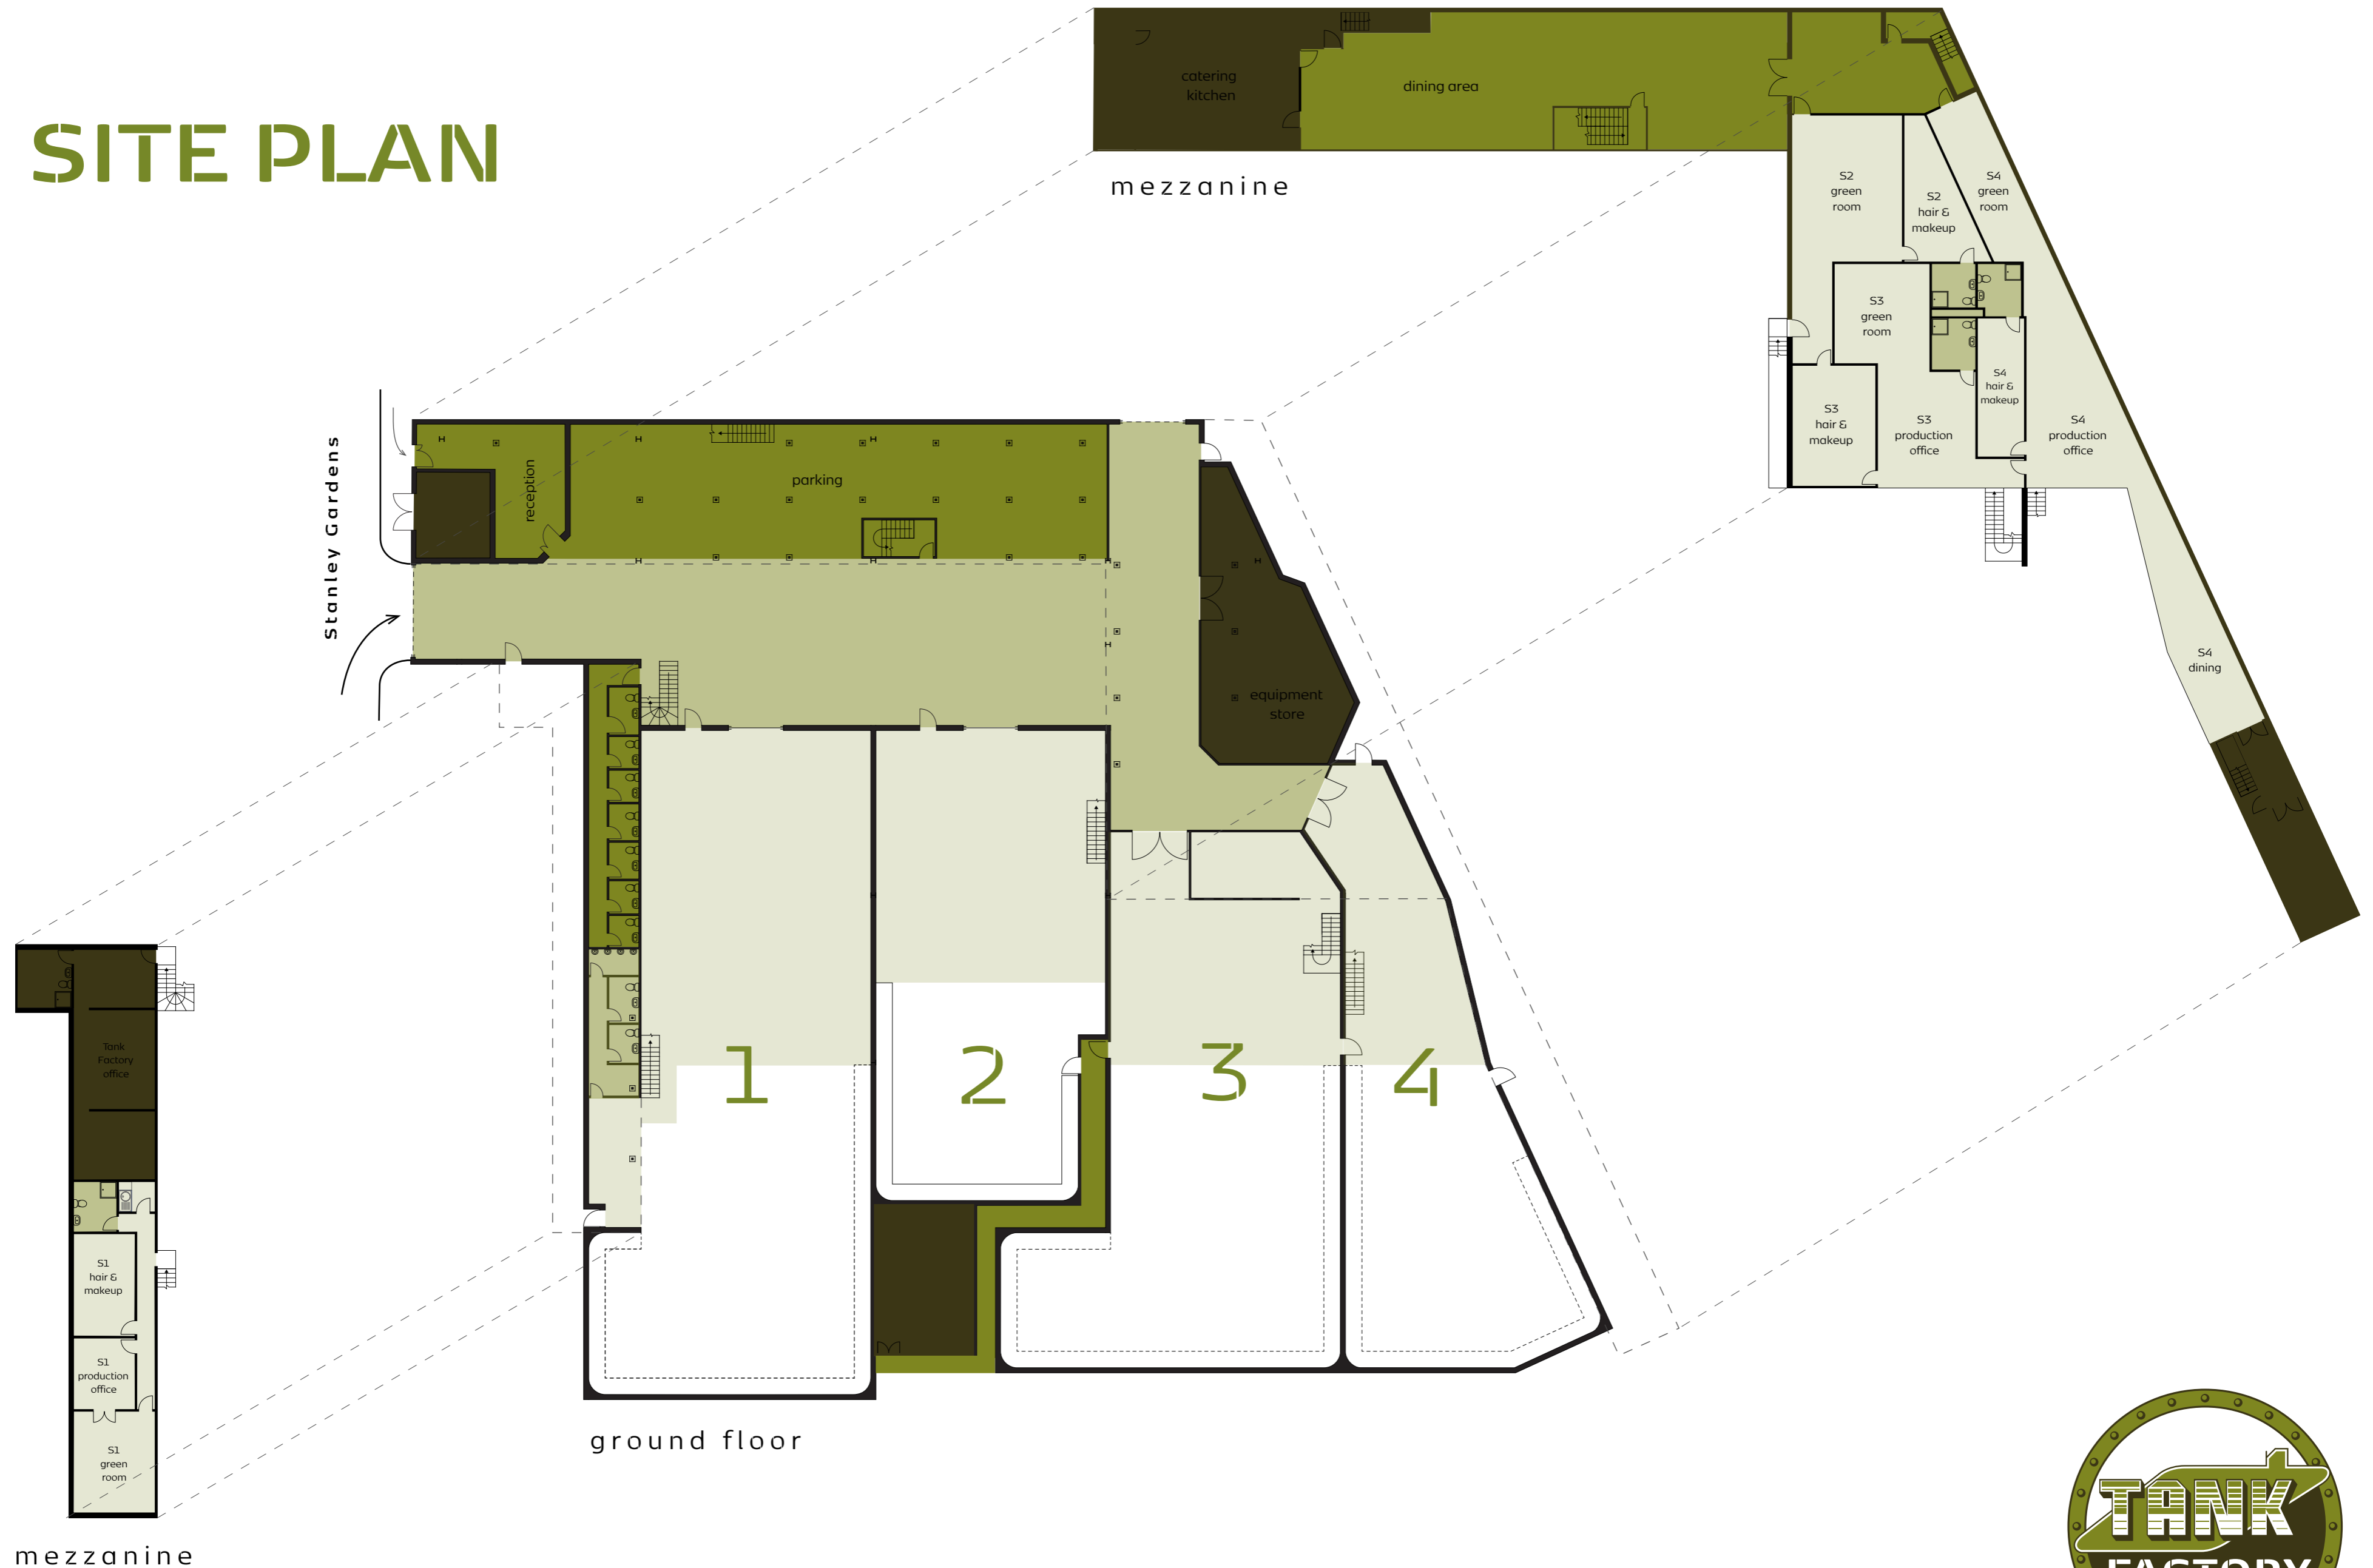 SITE PLAN
catering
kitchen
dining area
mezzanine
S2
green
room
S2
hair &
makeup
S4
green
room
S3
green
room
S3
hair &
makeup
S3
production
office
S4
hair &
makeup
S4
production
office
S4
dining
Stanley Gardens
reception
parking
equipment
store
1
2
3
4
ground floor
Tank
Factory
office
S1
hair &
makeup
S1
production
office
S1
green
room
mezzanine
TANK
FACTORY